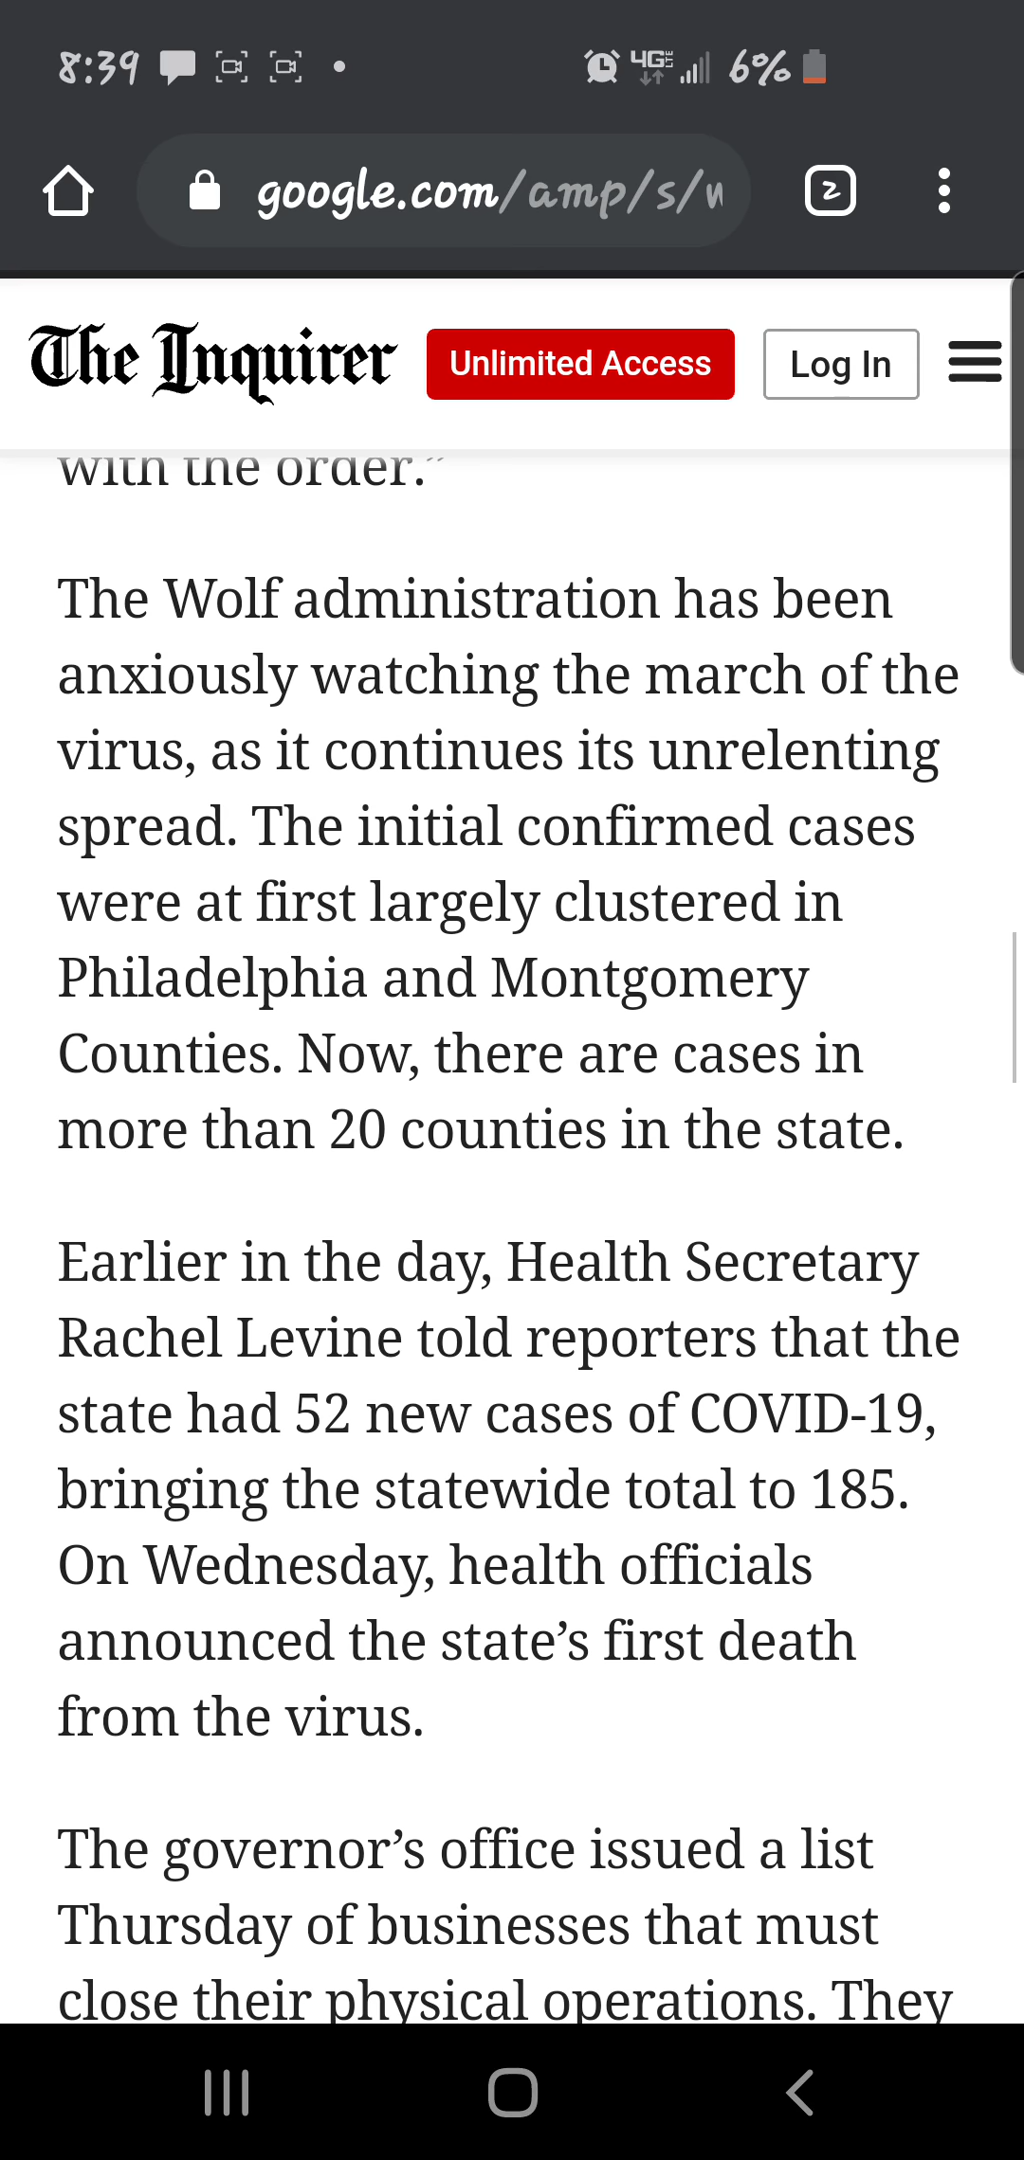 8:39 4G LTE 6%
google.com/amp/s/w 2
The Inquirer Unlimited Access Log In
with the order.”
The Wolf administration has been
anxiously watching the march of the
virus, as it continues its unrelenting
spread. The initial confirmed cases
were at first largely clustered in
Philadelphia and Montgomery
Counties. Now, there are cases in
more than 20 counties in the state.
Earlier in the day, Health Secretary
Rachel Levine told reporters that the
state had 52 new cases of COVID-19,
bringing the statewide total to 185.
On Wednesday, health officials
announced the state’s first death
from the virus.
The governor’s office issued a list
Thursday of businesses that must
close their physical operations. They